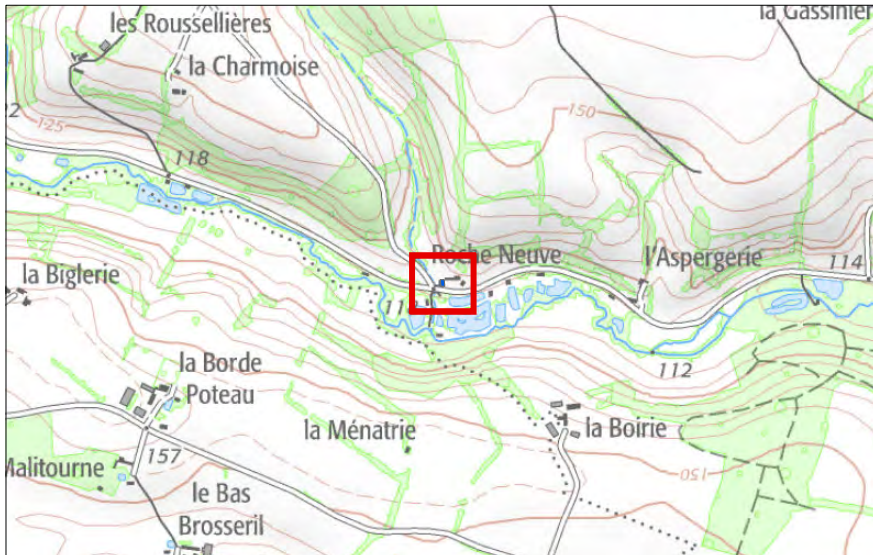 les Roussellières
la Gassiniè
la Charmoise
125
150
118
Roche Neuve
l'Aspergerie
114
la Biglerie
112
la Borde
Poteau
la Ménatrie
la Boirie
Malitourne
157
150
le Bas
Brosseril